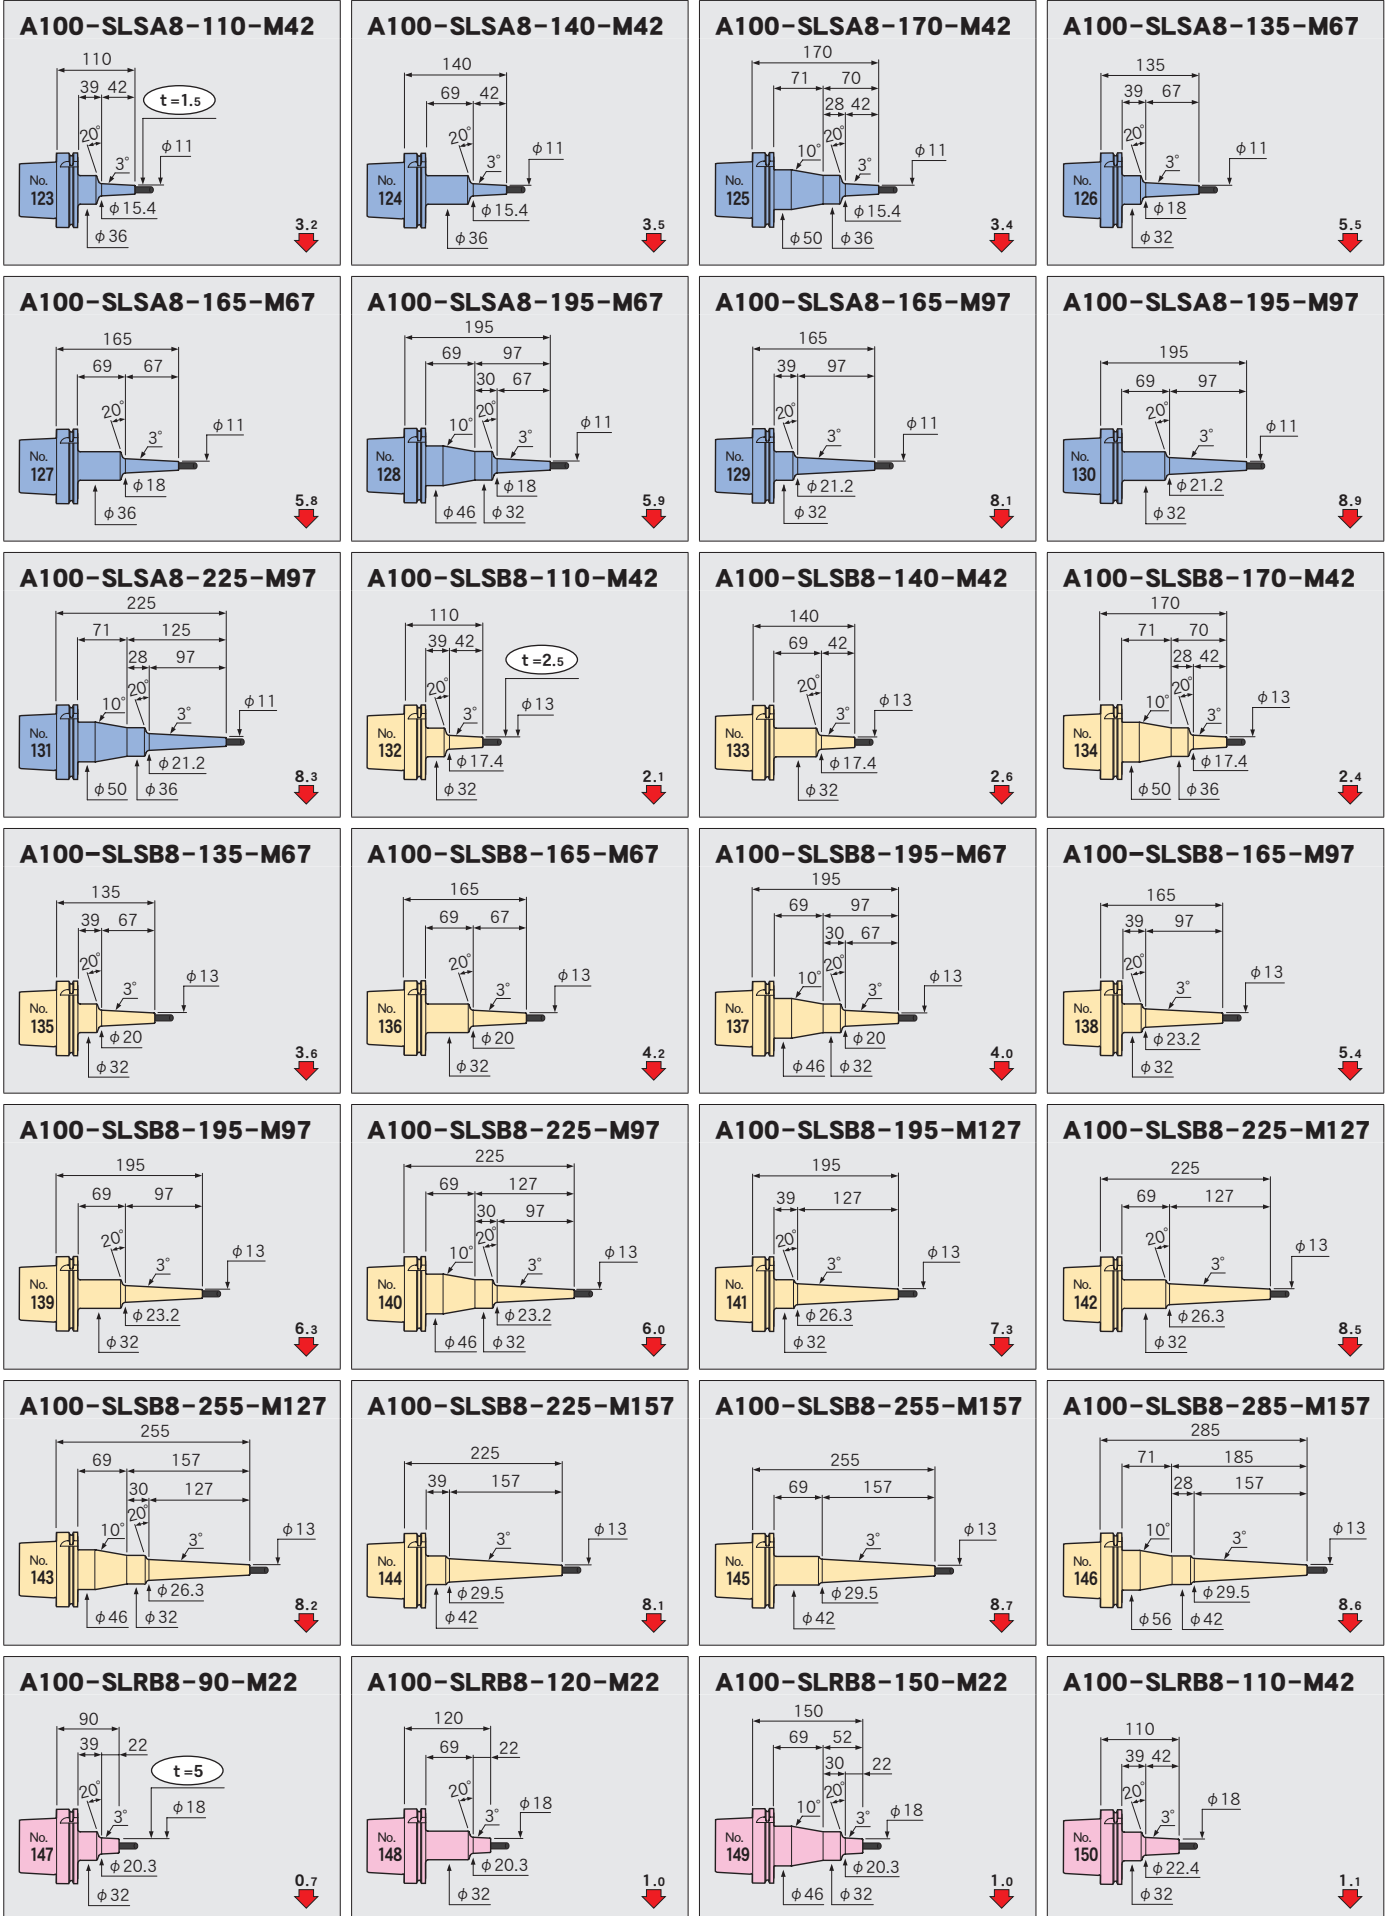 A100-SLSA8-110-M42
110
39 42
t=1.5
20°
3°
φ11
No.
123
φ15.4
φ36
3.2
A100-SLSA8-140-M42
140
69 42
20°
3°
φ11
No.
124
φ15.4
φ36
3.5
A100-SLSA8-170-M42
170
71 70
28 42
20°
10°
3°
φ11
No.
125
φ15.4
φ50 φ36
3.4
A100-SLSA8-135-M67
135
39 67
20°
3°
φ11
No.
126
φ18
φ32
5.5
A100-SLSA8-165-M67
165
69 67
20°
3°
φ11
No.
127
φ18
φ36
5.8
A100-SLSA8-195-M67
195
69 97
30 67
20°
10°
3°
φ11
No.
128
φ18
φ46 φ32
5.9
A100-SLSA8-165-M97
165
39 97
20°
3°
φ11
No.
129
φ21.2
φ32
8.1
A100-SLSA8-195-M97
195
69 97
20°
3°
φ11
No.
130
φ21.2
φ32
8.9
A100-SLSA8-225-M97
225
71 125
28 97
20°
10°
3°
φ11
No.
131
φ21.2
φ50 φ36
8.3
A100-SLSB8-110-M42
110
39 42
t=2.5
20°
3°
φ13
No.
132
φ17.4
φ32
2.1
A100-SLSB8-140-M42
140
69 42
20°
3°
φ13
No.
133
φ17.4
φ32
2.6
A100-SLSB8-170-M42
170
71 70
28 42
20°
10°
3°
φ13
No.
134
φ17.4
φ50 φ36
2.4
A100-SLSB8-135-M67
135
39 67
20°
3°
φ13
No.
135
φ20
φ32
3.6
A100-SLSB8-165-M67
165
69 67
20°
3°
φ13
No.
136
φ20
φ32
4.2
A100-SLSB8-195-M67
195
69 97
30 67
20°
10°
3°
φ13
No.
137
φ20
φ46 φ32
4.0
A100-SLSB8-165-M97
165
39 97
20°
3°
φ13
No.
138
φ23.2
φ32
5.4
A100-SLSB8-195-M97
195
69 97
20°
3°
φ13
No.
139
φ23.2
φ32
6.3
A100-SLSB8-225-M97
225
69 127
30 97
20°
10°
3°
φ13
No.
140
φ23.2
φ46 φ32
6.0
A100-SLSB8-195-M127
195
39 127
20°
3°
φ13
No.
141
φ26.3
φ32
7.3
A100-SLSB8-225-M127
225
69 127
20°
3°
φ13
No.
142
φ26.3
φ32
8.5
A100-SLSB8-255-M127
255
69 157
30 127
20°
10°
3°
φ13
No.
143
φ26.3
φ46 φ32
8.2
A100-SLSB8-225-M157
225
39 157
3°
φ13
No.
144
φ29.5
φ42
8.1
A100-SLSB8-255-M157
255
69 157
3°
φ13
No.
145
φ29.5
φ42
8.7
A100-SLSB8-285-M157
285
71 185
28 157
10°
3°
φ13
No.
146
φ29.5
φ56 φ42
8.6
A100-SLRB8-90-M22
90
39 22
t=5
20°
3°
φ18
No.
147
φ20.3
φ32
0.7
A100-SLRB8-120-M22
120
69 22
20°
3°
φ18
No.
148
φ20.3
φ32
1.0
A100-SLRB8-150-M22
150
69 52
30 22
20°
10°
3°
φ18
No.
149
φ20.3
φ46 φ32
1.0
A100-SLRB8-110-M42
110
39 42
20°
3°
φ18
No.
150
φ22.4
φ32
1.1